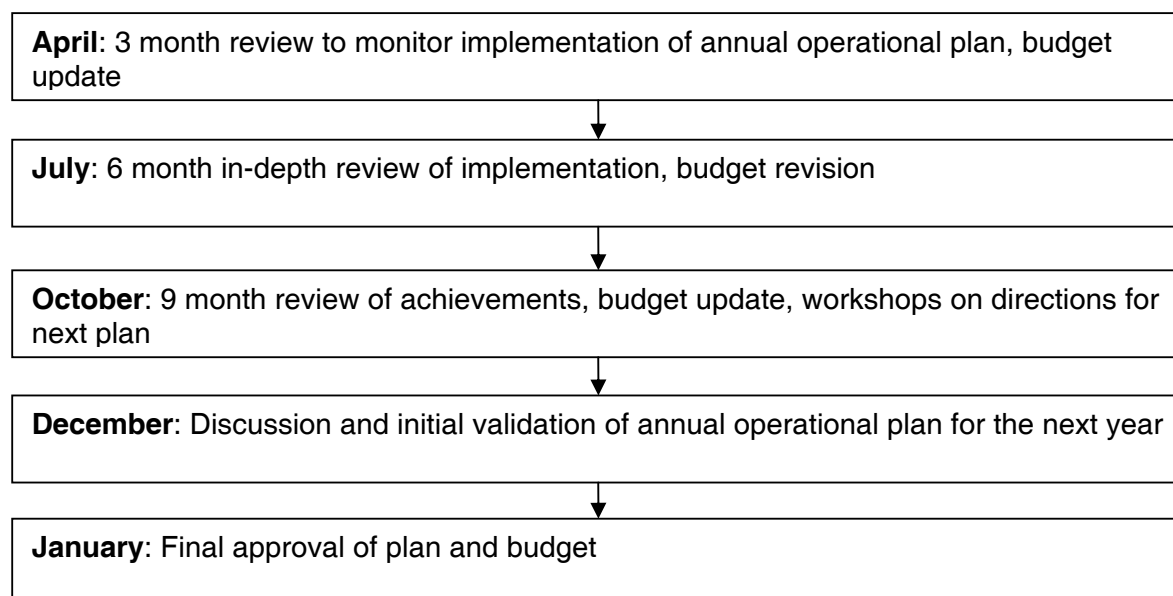 April: 3 month review to monitor implementation of annual operational plan, budget
update
July: 6 month in-depth review of implementation, budget revision
October: 9 month review of achievements, budget update, workshops on directions for
next plan
December: Discussion and initial validation of annual operational plan for the next year
January: Final approval of plan and budget